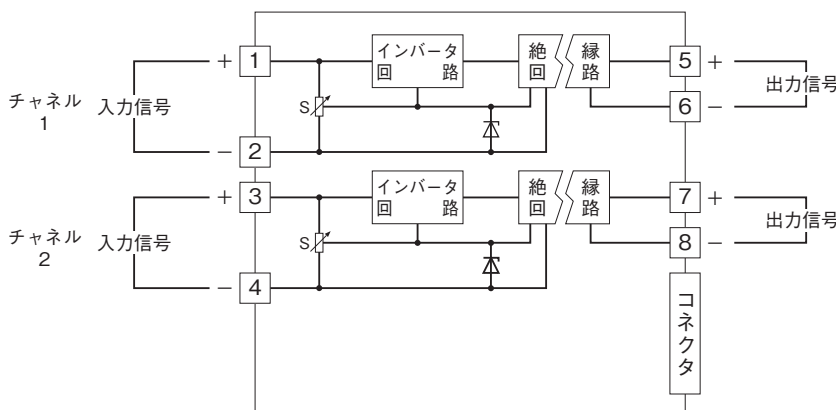 チャネル
1
入力信号
+ 1
− 2
S
インバータ
回 路
絶 縁
回 路
5 +
6 −
出力信号
チャネル
2
入力信号
+ 3
− 4
S
インバータ
回 路
絶 縁
回 路
7 +
8 −
出力信号
コネクタ